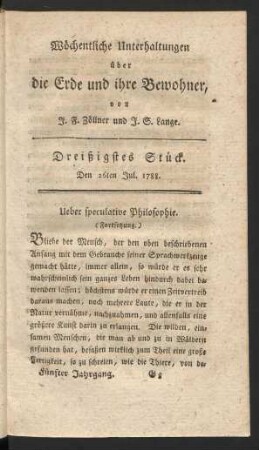 Wöchentliche Unterhaltungen
über
die Erde und ihre Bewohner,
von
J. F. Zöllner und J. S. Lange.
Dreißigstes Stück.
Den 26ten Jul. 1788.
Ueber speculative Philosophie.
(Fortsetzung.)
Bliebe der Mensch, der den oben beschriebenen
Anfang mit dem Gebrauche seiner Sprachwerkzeuge
gemacht hätte, immer allein, so würde er es sehr
wahrscheinlich sein ganzes Leben hindurch dabei be-
wenden lassen; höchstens würde er einen Zeitvertreib
daraus machen, noch mehrere Laute, die er in der
Natur vernähme, nachzuahmen, und allenfalls eine
größere Kunst darin zu erlangen. Die wilden, ein-
samen Menschen, die man ab und zu in Wäldern
gefunden hat, besaßen wirklich zum Theil eine große
Fertigkeit, so zu schreien, wie die Thiere, von de-
Fünfter Jahrgang.